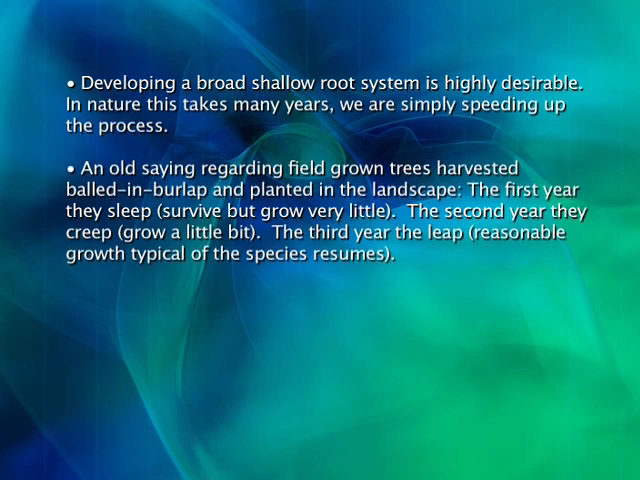 • Developing a broad shallow root system is highly desirable.
In nature this takes many years, we are simply speeding up
the process.
• An old saying regarding field grown trees harvested
balled-in-burlap and planted in the landscape: The first year
they sleep (survive but grow very little).  The second year they
creep (grow a little bit).  The third year the leap (reasonable
growth typical of the species resumes).